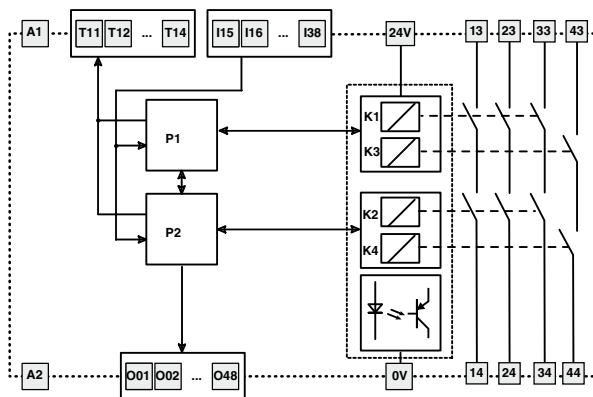 A1 T11 T12 ... T14 I15 I16 ... I38 24V 13 23 33 43
P1
K1
K3
P2
K2
K4
A2 O01 O02 ... O48 0V 14 24 34 44